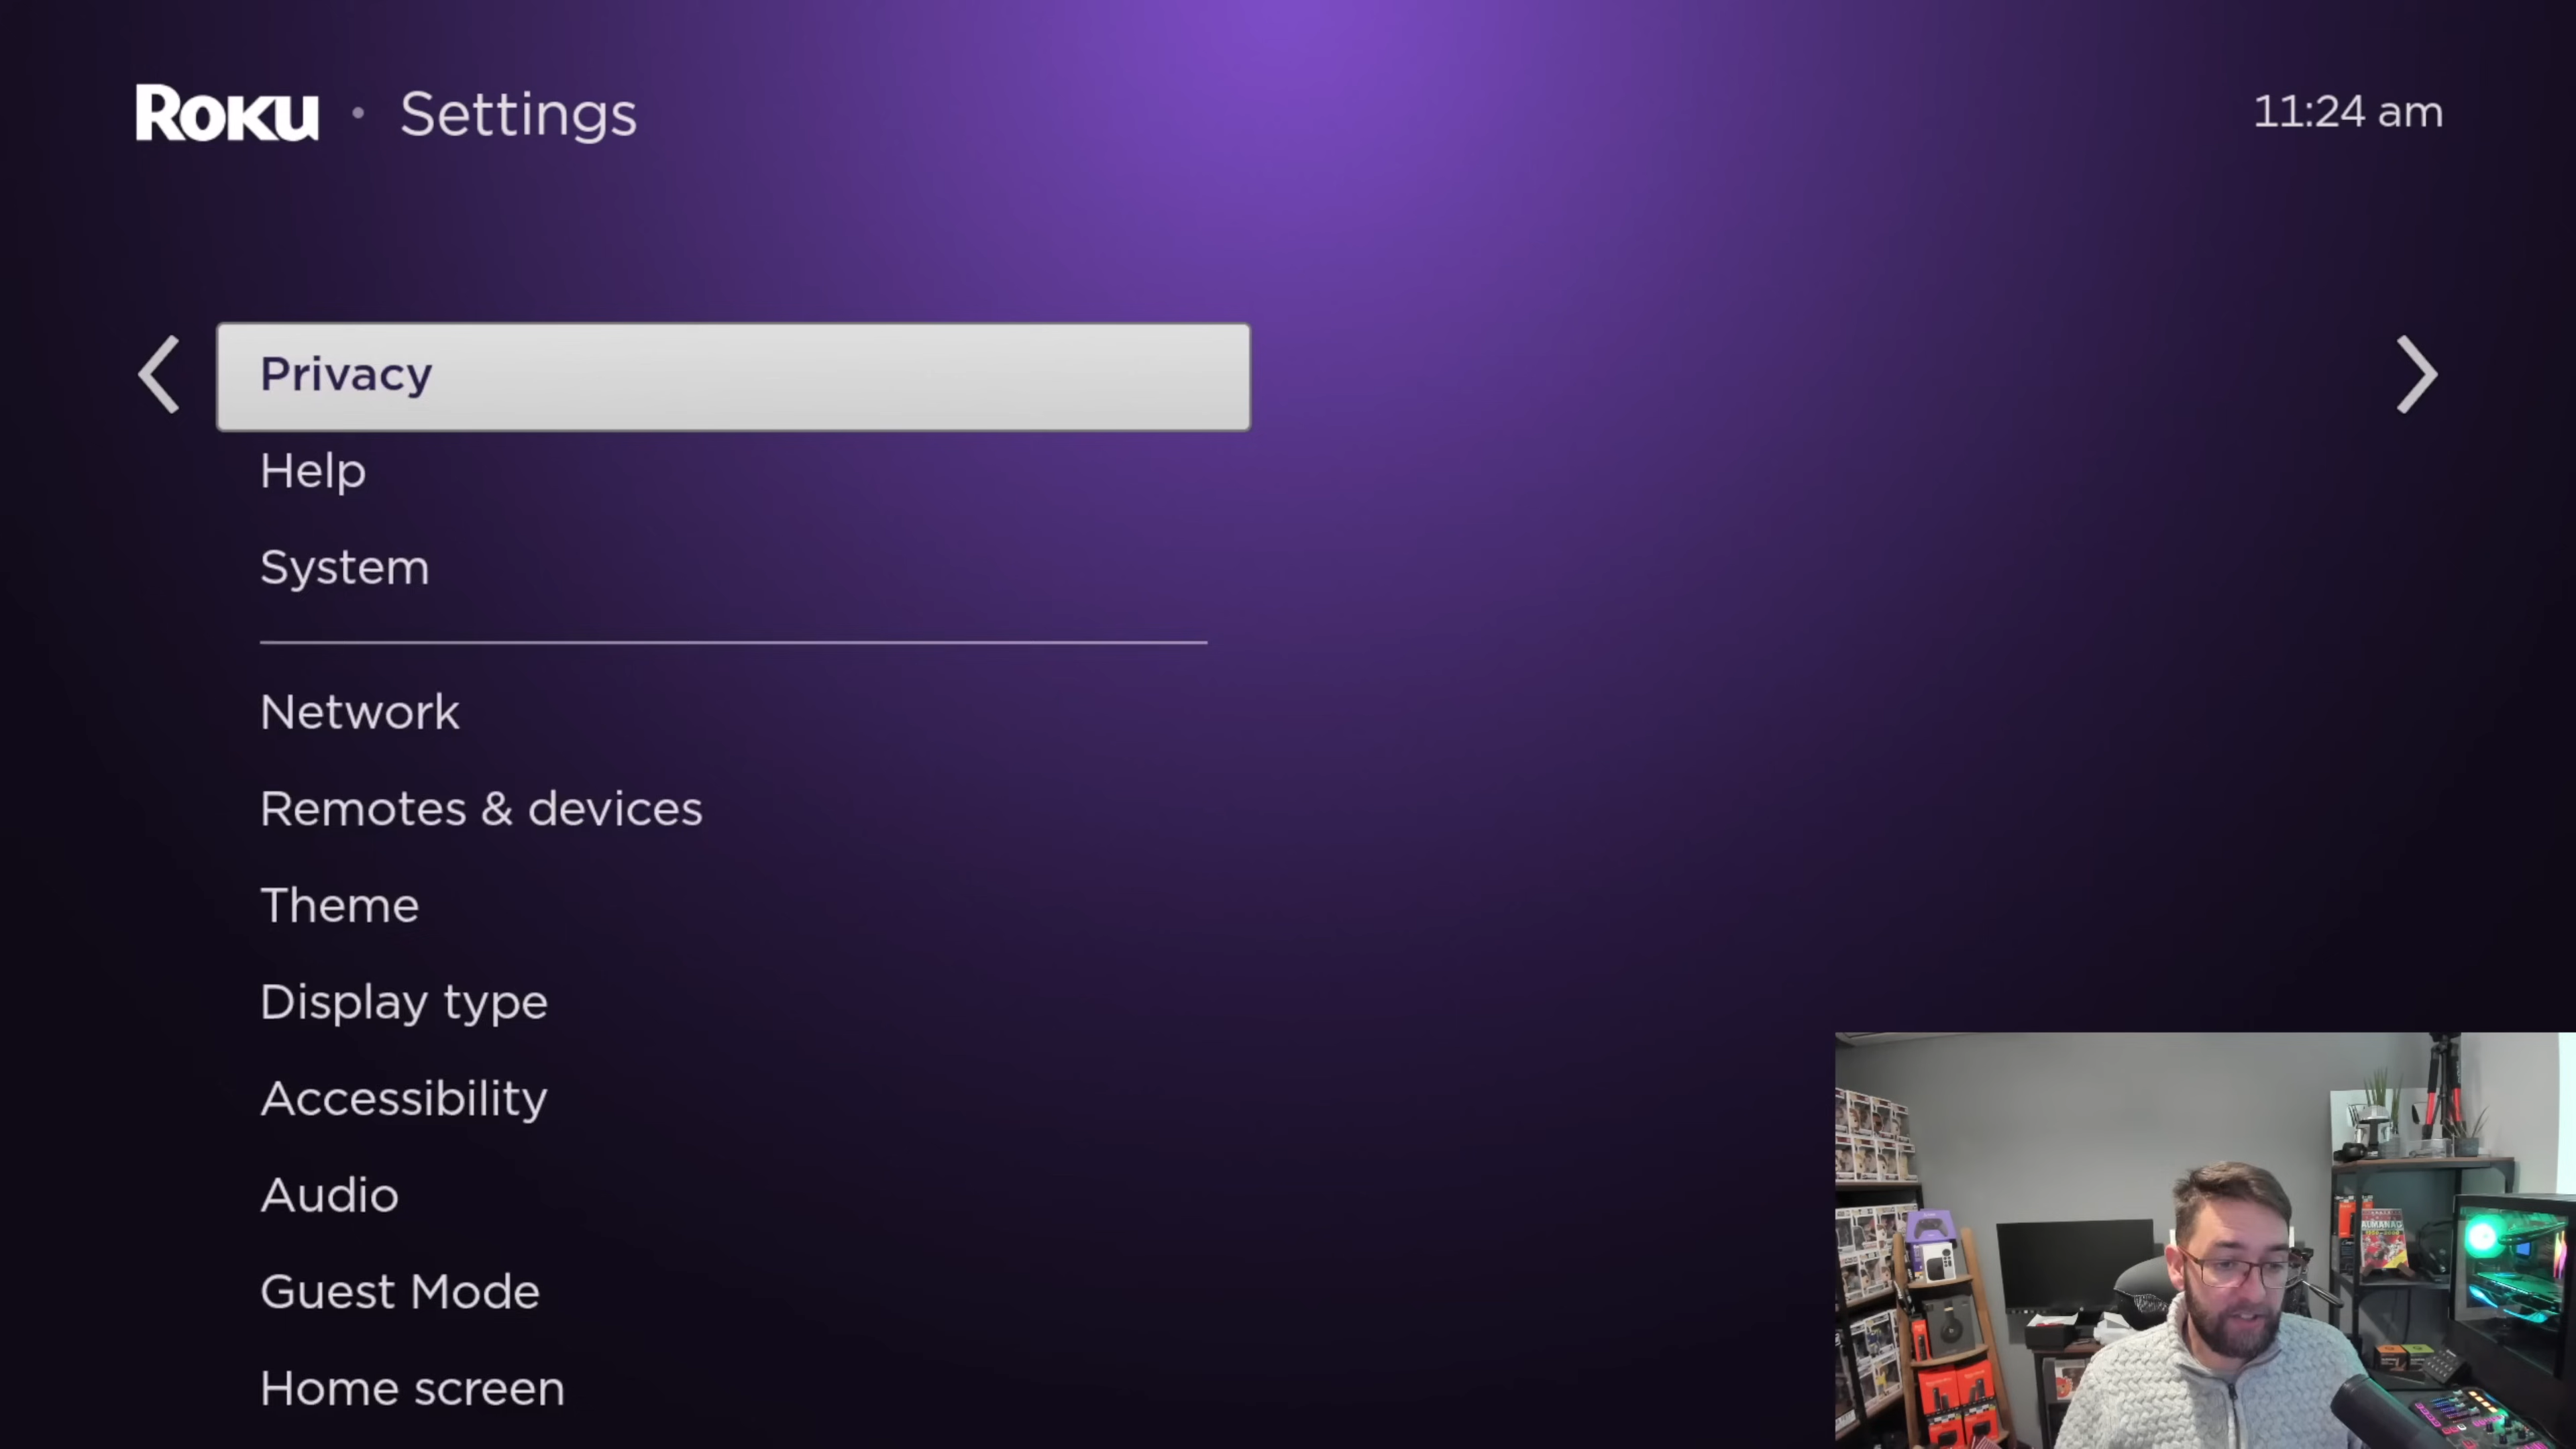 Roku • Settings
11:24 am
Privacy
Help
System
Network
Remotes & devices
Theme
Display type
Accessibility
Audio
Guest Mode
Home screen
ALMANAC